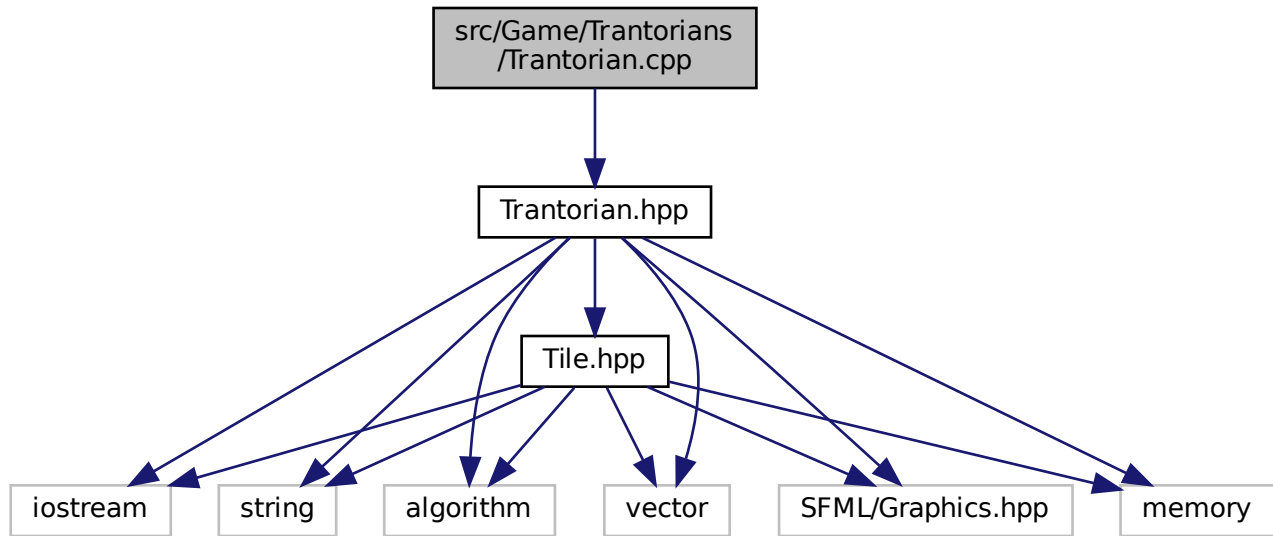 src/Game/Trantorians
/Trantorian.cpp
Trantorian.hpp
Tile.hpp
iostream
string
algorithm
vector
SFML/Graphics.hpp
memory